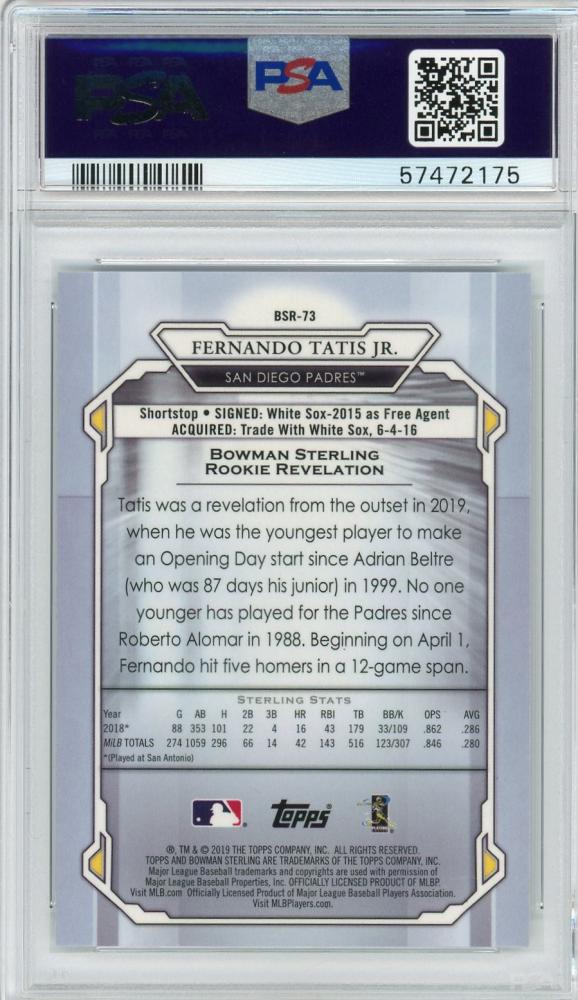 PSA
PSA
57472175
BSR-73
FERNANDO TATIS JR.
SAN DIEGO PADRES™
Shortstop • SIGNED: White Sox-2015 as Free Agent
ACQUIRED: Trade With White Sox, 6-4-16
BOWMAN STERLING
ROOKIE REVELATION
Tatis was a revelation from the outset in 2019,
when he was the youngest player to make
an Opening Day start since Adrian Beltre
(who was 87 days his junior) in 1999. No one
younger has played for the Padres since
Roberto Alomar in 1988. Beginning on April 1,
Fernando hit five homers in a 12-game span.
STERLING STATS
Year G AB H 2B 3B HR RBI TB BB/K OPS AVG
2018* 88 353 101 22 4 16 43 179 33/109 .862 .286
MiLB TOTALS 274 1059 296 66 14 42 143 516 123/307 .846 .280
*(Played at San Antonio)
topps
®, TM & © 2019 THE TOPPS COMPANY, INC. ALL RIGHTS RESERVED.
TOPPS AND BOWMAN STERLING ARE TRADEMARKS OF THE TOPPS COMPANY, INC.
Major League Baseball trademarks and copyrights are used with permission of
Major League Baseball Properties, Inc. OFFICIALLY LICENSED PRODUCT OF MLBP.
Visit MLB.com Officially Licensed Product of Major League Baseball Players Association.
Visit MLBPlayers.com.